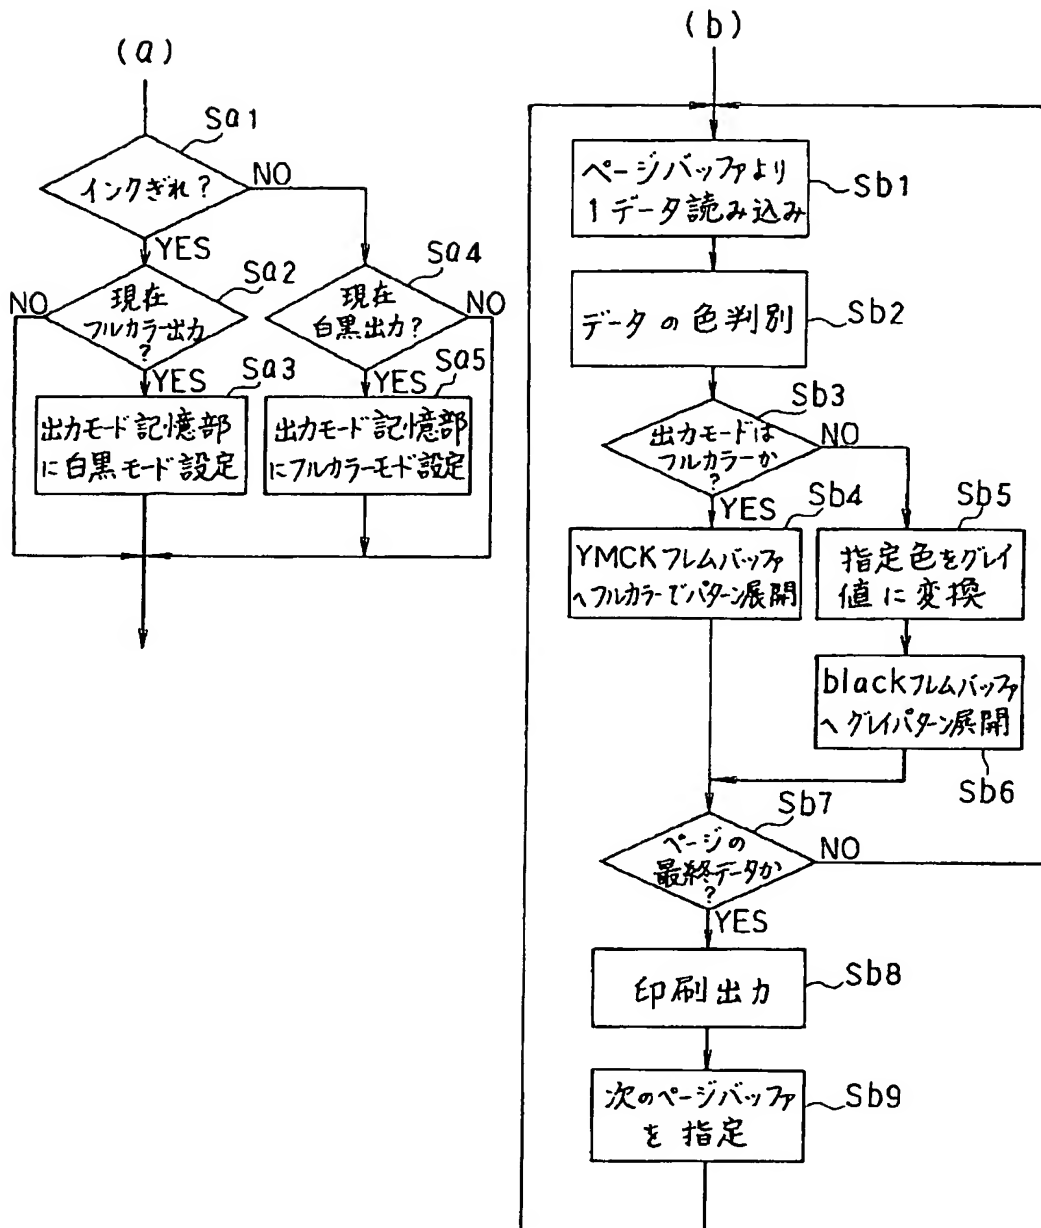 (a)
Sa1
インクぎれ?
NO
YES
Sa2
現在
フルカラー出力
?
NO
YES
Sa3
出力モード記憶部
に白黒モード設定
Sa4
現在
白黒出力?
NO
YES
Sa5
出力モード記憶部
にフルカラーモード設定
(b)
ページバッファより
1データ読み込み
Sb1
データの色判別
Sb2
Sb3
出力モードは
フルカラーか
?
NO
YES
Sb4
YMCKフレムバッファ
へフルカラーでパターン展開
Sb5
指定色をグレイ
値に変換
blackフレムバッファ
へグレイパターン展開
Sb6
Sb7
ページの
最終データか
?
NO
YES
印刷出力
Sb8
次のページバッファ
を指定
Sb9